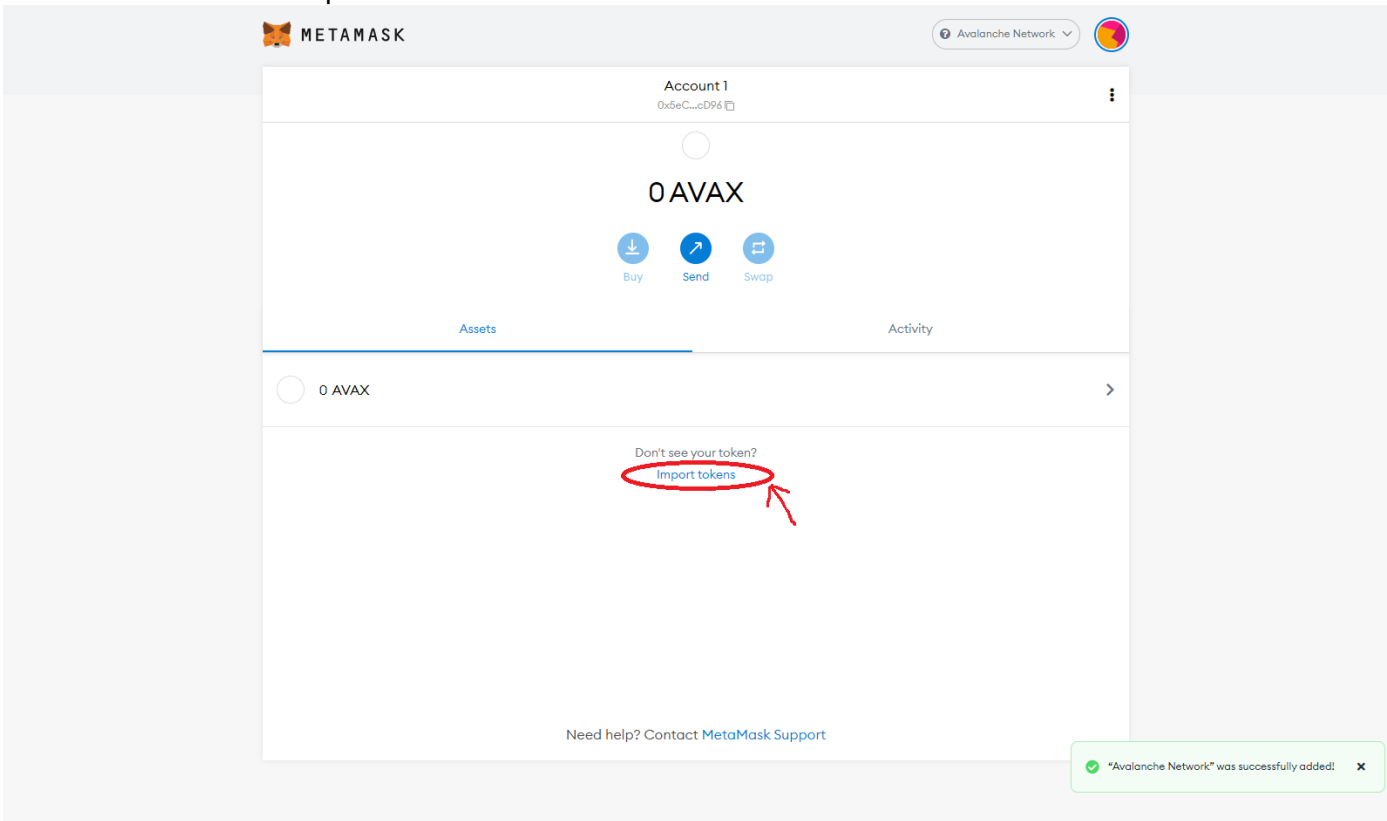 METAMASK
Avalanche Network
Account 1
0x5eC...cD96
0 AVAX
Buy Send Swap
Assets Activity
0 AVAX
Don't see your token?
Import tokens
Need help? Contact MetaMask Support
“Avalanche Network” was successfully added!